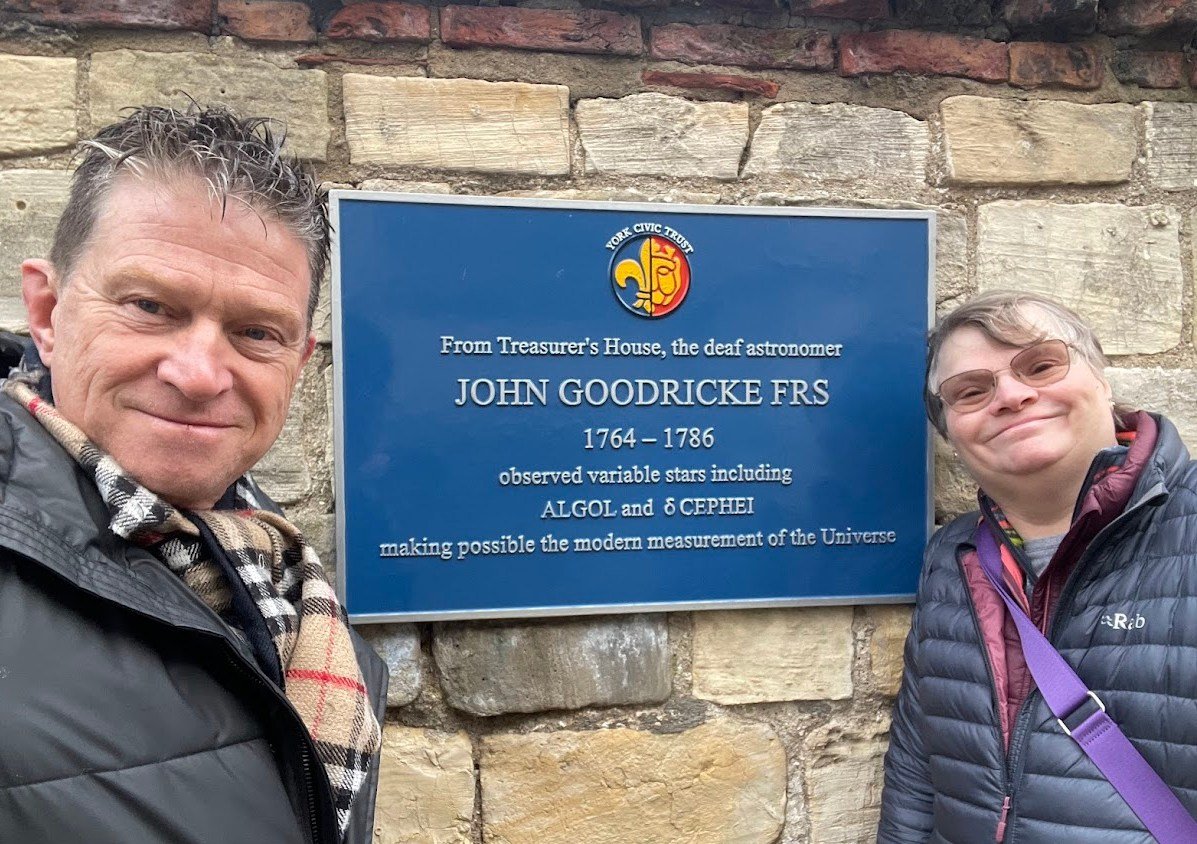 YORK CIVIC TRUST
From Treasurer's House, the deaf astronomer
JOHN GOODRICKE FRS
1764 – 1786
observed variable stars including
ALGOL and δ CEPHEI
making possible the modern measurement of the Universe
Rab